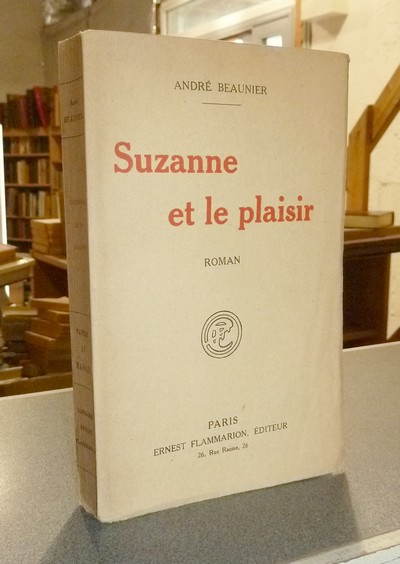 ANDRÉ BEAUNIER
Suzanne
et le plaisir
ROMAN
PARIS
ERNEST FLAMMARION, ÉDITEUR
26, Rue Racine, 26